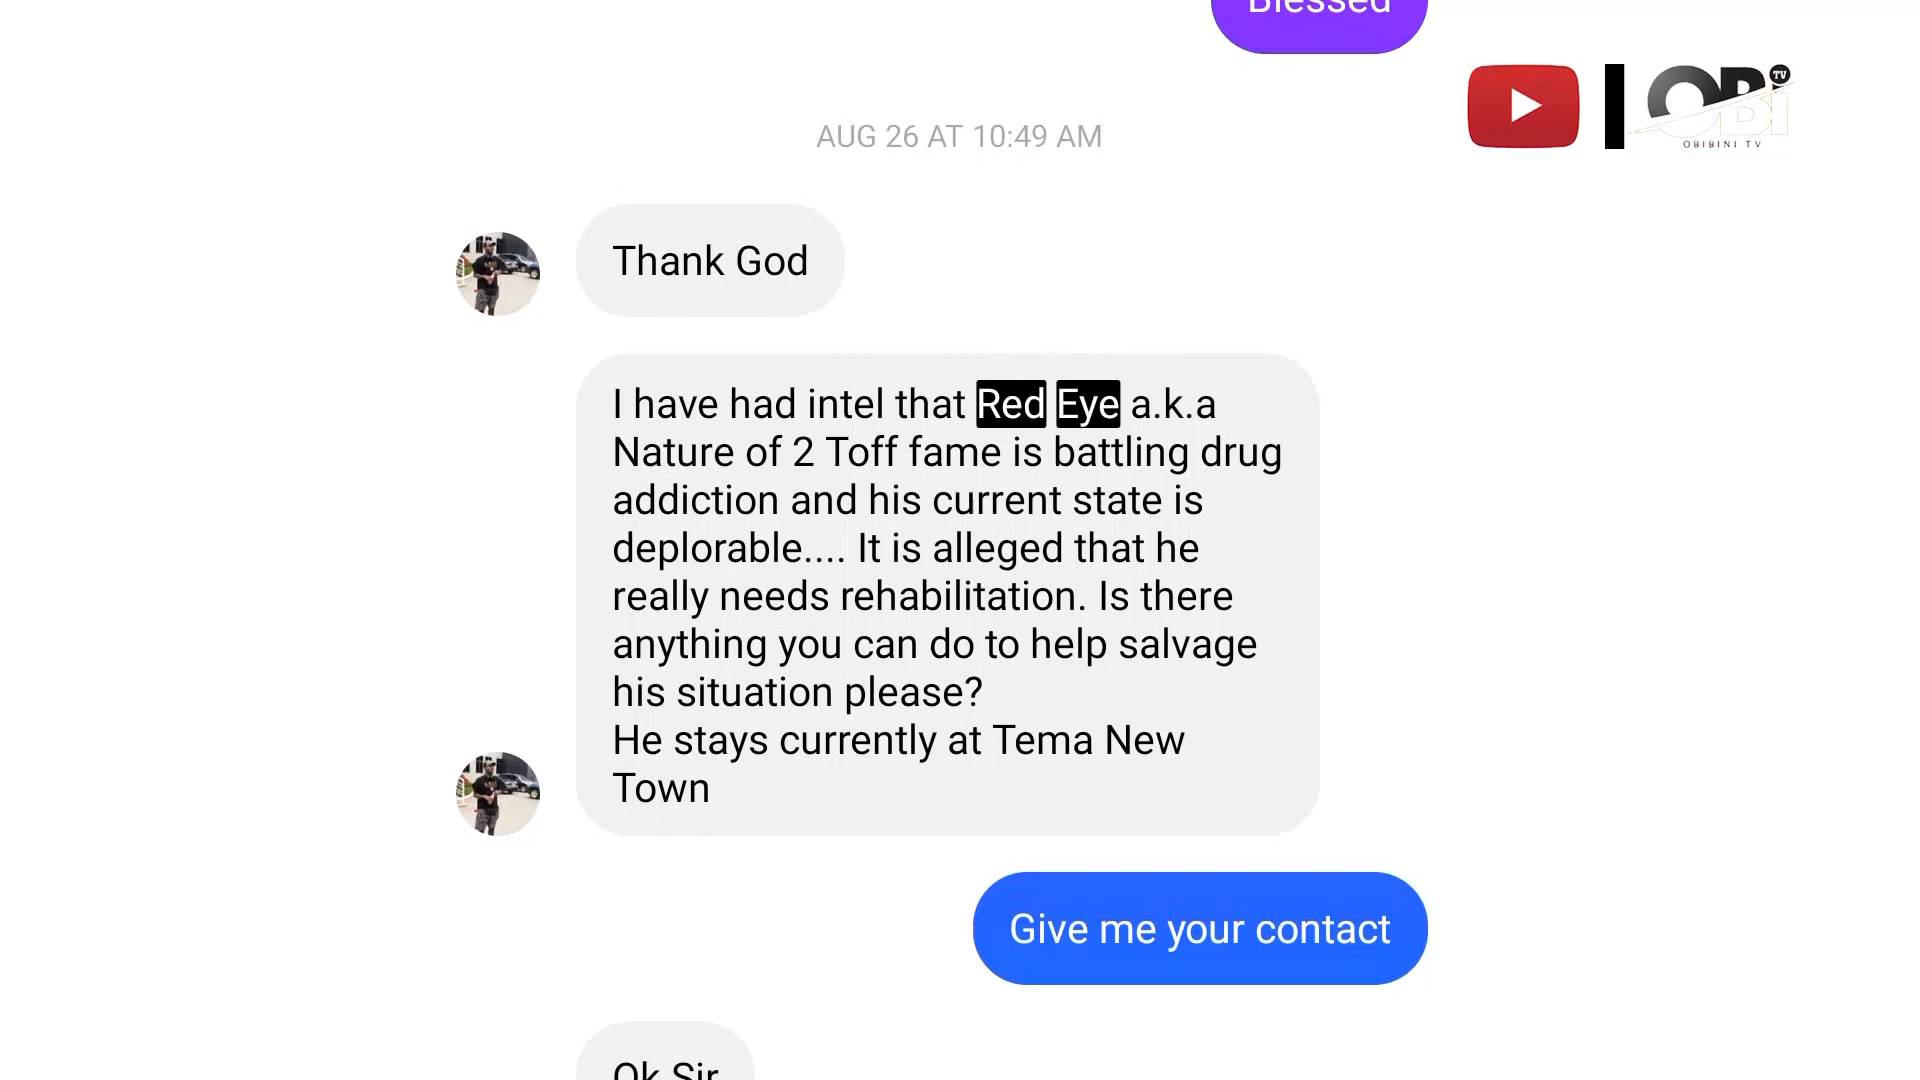 Blessed
TV
OBi
OBIBINI TV
AUG 26 AT 10:49 AM
Thank God
I have had intel that Red Eye a.k.a
Nature of 2 Toff fame is battling drug
addiction and his current state is
deplorable.... It is alleged that he
really needs rehabilitation. Is there
anything you can do to help salvage
his situation please?
He stays currently at Tema New
Town
Give me your contact
Ok Sir